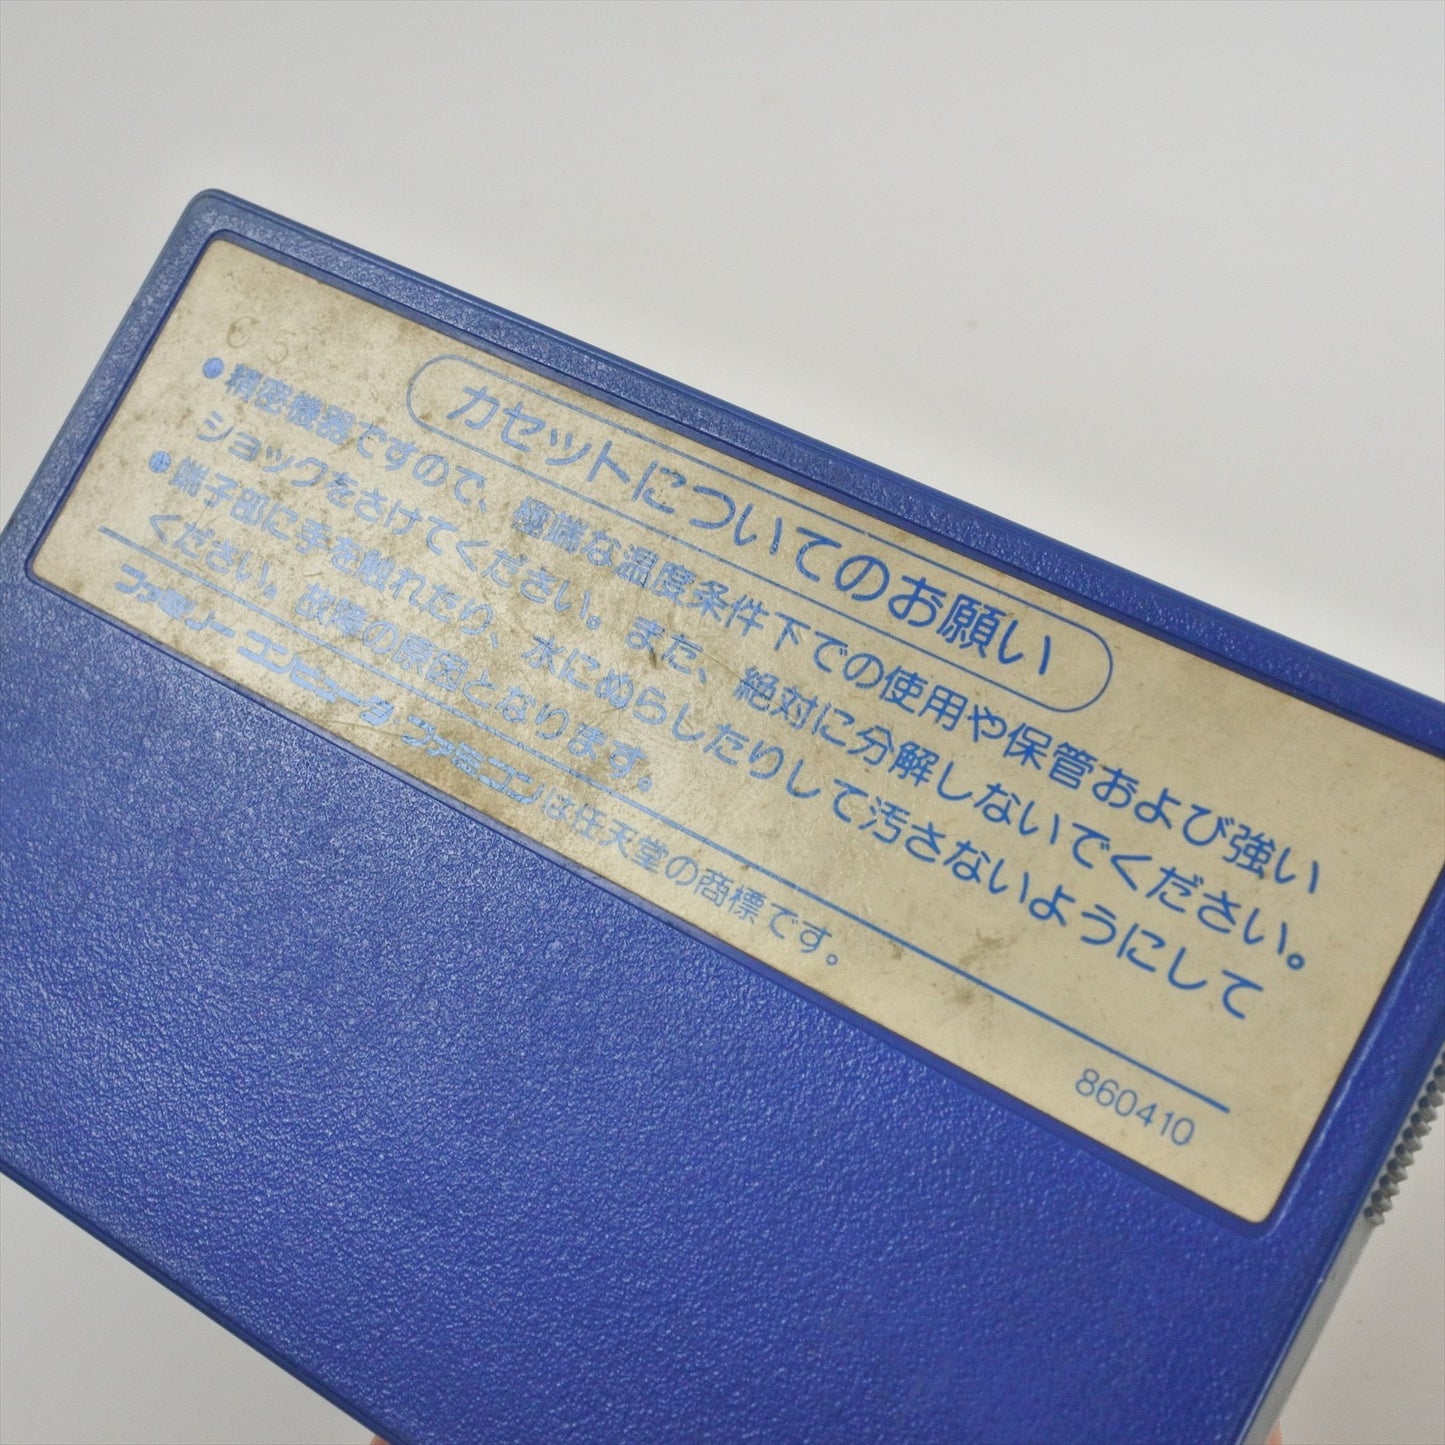 05
カセットについてのお願い
●精密機器ですので、極端な温度条件下での使用や保管および強い
ショックをさけてください。また、絶対に分解しないでください。
●端子部に手を触れたり、水にぬらしたりして汚さないようにして
ください。故障の原因となります。
ファミリー コンピュータ・ファミコンは任天堂の商標です。
860410